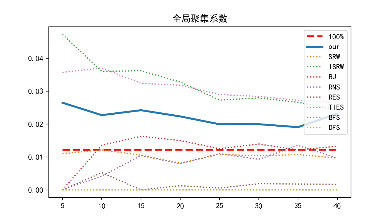 全局聚集系数
100%
our
SRW
ISRW
RJ
RNS
RES
TIES
BFS
DFS
0.04
0.03
0.02
0.01
0.00
5
10
15
20
25
30
35
40